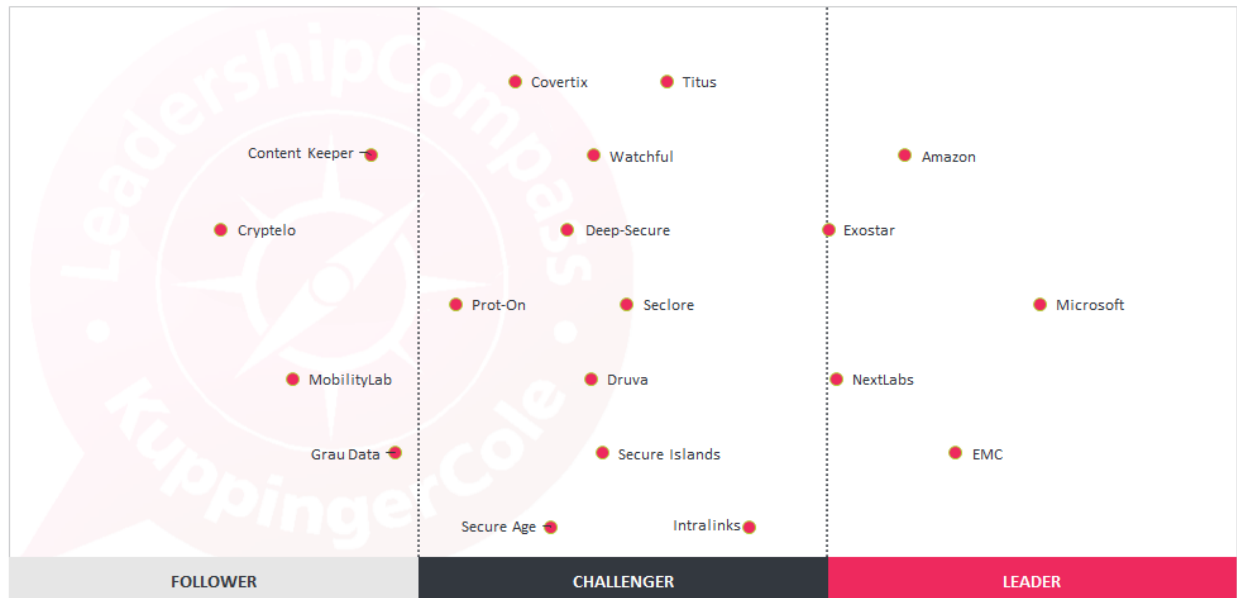 LeadershipCompass
KuppingerCole
Covertix
Titus
Content Keeper
Watchful
Amazon
Cryptelo
Deep-Secure
Exostar
Prot-On
Seclore
Microsoft
MobilityLab
Druva
NextLabs
Grau Data
Secure Islands
EMC
Secure Age
Intralinks
FOLLOWER
CHALLENGER
LEADER